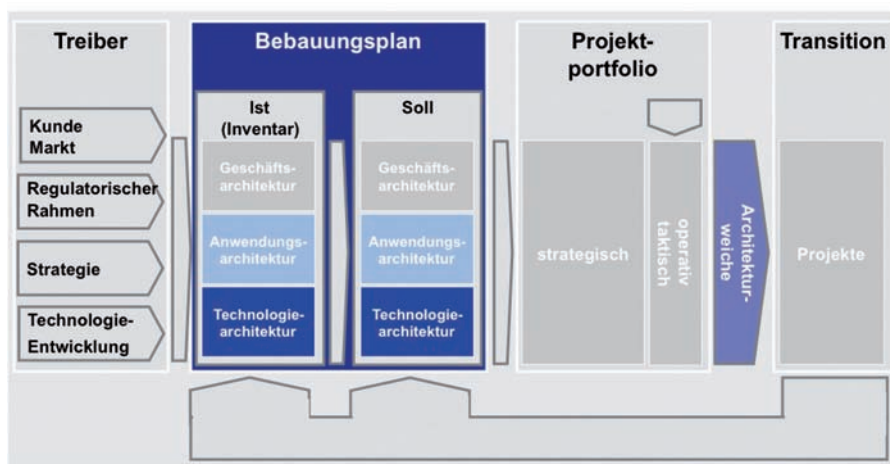 Treiber
Kunde
Markt
Regulatorischer
Rahmen
Strategie
Technologie-
Entwicklung
Bebauungsplan
Ist
(Inventar)
Geschäfts-
architektur
Anwendungs-
architektur
Technologie-
architektur
Soll
Geschäfts-
architektur
Anwendungs-
architektur
Technologie-
architektur
Projekt-
portfolio
strategisch
operativ
taktisch
Architektur-
weiche
Transition
Projekte